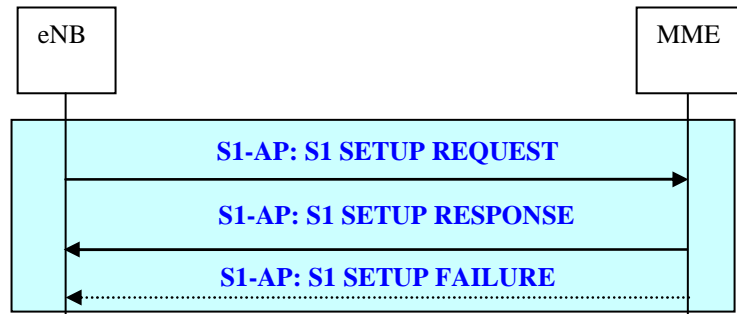 eNB
MME
S1-AP: S1 SETUP REQUEST
S1-AP: S1 SETUP RESPONSE
S1-AP: S1 SETUP FAILURE